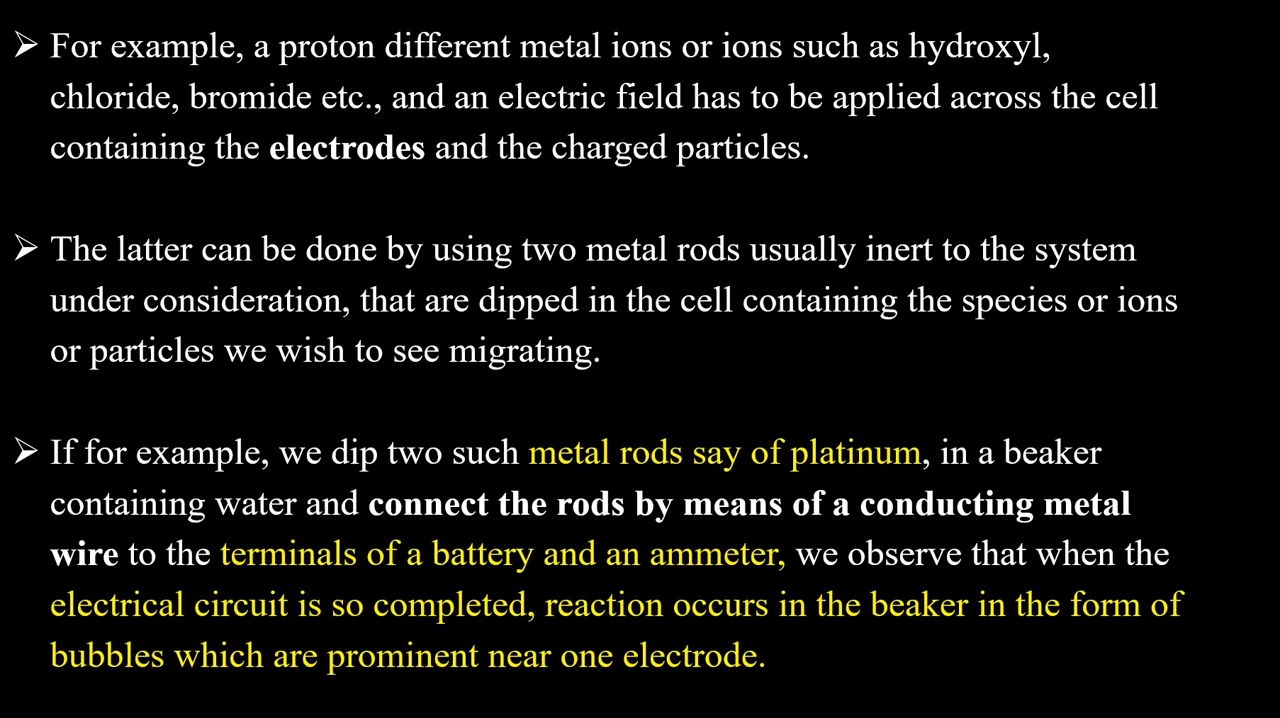 ➢ For example, a proton different metal ions or ions such as hydroxyl,
chloride, bromide etc., and an electric field has to be applied across the cell
containing the electrodes and the charged particles.
➢ The latter can be done by using two metal rods usually inert to the system
under consideration, that are dipped in the cell containing the species or ions
or particles we wish to see migrating.
➢ If for example, we dip two such metal rods say of platinum, in a beaker
containing water and connect the rods by means of a conducting metal
wire to the terminals of a battery and an ammeter, we observe that when the
electrical circuit is so completed, reaction occurs in the beaker in the form of
bubbles which are prominent near one electrode.